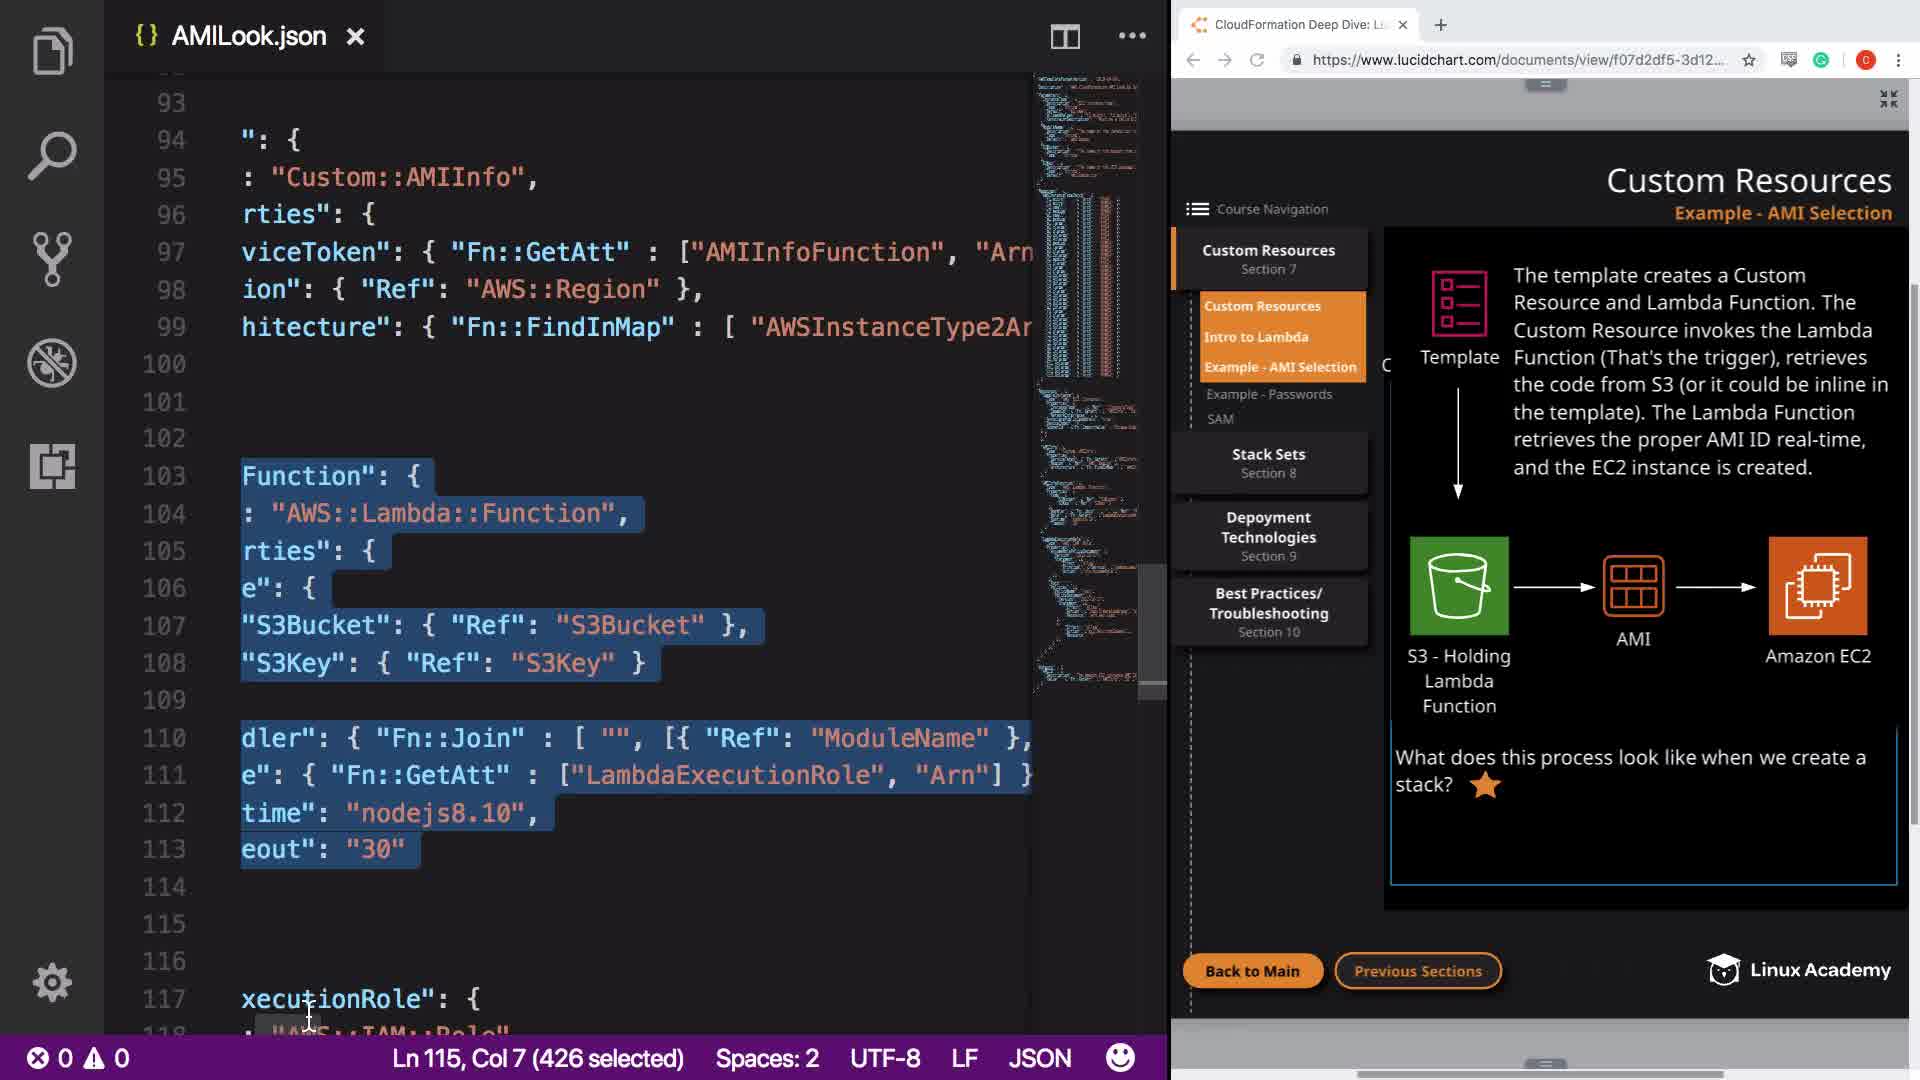 {} AMILook.json
93
94 ": {
95 : "Custom::AMIInfo",
96 rties": {
97 viceToken": { "Fn::GetAtt" : ["AMIInfoFunction", "Arn
98 ion": { "Ref": "AWS::Region" },
99 hitecture": { "Fn::FindInMap" : [ "AWSInstanceType2Ar
100
101
102
103 Function": {
104 : "AWS::Lambda::Function",
105 rties": {
106 e": {
107 "S3Bucket": { "Ref": "S3Bucket" },
108 "S3Key": { "Ref": "S3Key" }
109
110 dler": { "Fn::Join" : [ "", [{ "Ref": "ModuleName" },
111 e": { "Fn::GetAtt" : ["LambdaExecutionRole", "Arn"] }
112 time": "nodejs8.10",
113 eout": "30"
114
115
116
117 xecutionRole": {
118 : "AWS::IAM::Role"
0 0 Ln 115, Col 7 (426 selected) Spaces: 2 UTF-8 LF JSON
CloudFormation Deep Dive:
https://www.lucidchart.com/documents/view/f07d2df5-3d12...
C
Custom Resources
Example - AMI Selection
Course Navigation
Custom Resources
Section 7
Custom Resources
Intro to Lambda
Example - AMI Selection
Example - Passwords
SAM
Stack Sets
Section 8
Depoyment
Technologies
Section 9
Best Practices/
Troubleshooting
Section 10
C
Template
The template creates a Custom
Resource and Lambda Function. The
Custom Resource invokes the Lambda
Function (That's the trigger), retrieves
the code from S3 (or it could be inline in
the template). The Lambda Function
retrieves the proper AMI ID real-time,
and the EC2 instance is created.
S3 - Holding
Lambda
Function
AMI
Amazon EC2
What does this process look like when we create a
stack?
Back to Main
Previous Sections
Linux Academy